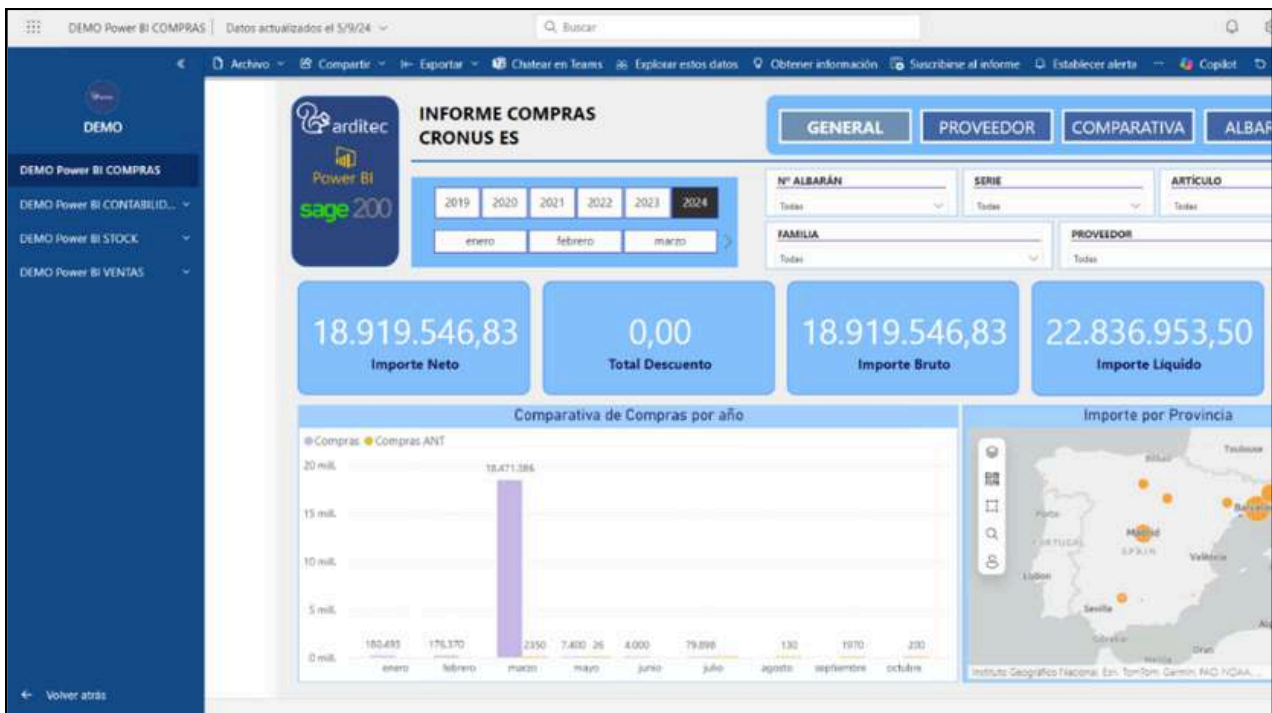 DEMO Power BI COMPRAS | Datos actualizados el 5/9/24
Buscar
Archivo
Compartir
Exportar
Chatear en Teams
Explorar estos datos
Obtener información
Suscribirse al informe
Establecer alerta
Copilot
DEMO
DEMO Power BI COMPRAS
DEMO Power BI CONTABILID...
DEMO Power BI STOCK
DEMO Power BI VENTAS
Volver atrás
arditec
Power BI
sage 200
INFORME COMPRAS
CRONUS ES
GENERAL
PROVEEDOR
COMPARATIVA
ALBAR
2019 2020 2021 2022 2023 2024
enero febrero marzo
Nº ALBARÁN
Todas
SERIE
Todas
ARTÍCULO
Todas
FAMILIA
Todas
PROVEEDOR
Todas
18.919.546,83
Importe Neto
0,00
Total Descuento
18.919.546,83
Importe Bruto
22.836.953,50
Importe Líquido
Comparativa de Compras por año
Compras Compras ANT
20 mill.
15 mill.
10 mill.
5 mill.
0 mill.
18.471.386
180.493 176.370 2350 7.400 26 4.000 79.898 130 1970 200
enero febrero marzo mayo junio julio agosto septiembre octubre
Importe por Provincia
Toulouse
Bilbao
Porto
Barcelon
Madrid
PORTUGAL
SPAIN
València
Lisbon
Sevilla
Gibraltar
Oran
Melilla
Instituto Geográfico Nacional, Esri, TomTom, Garmin, FAO, NOAA, ...